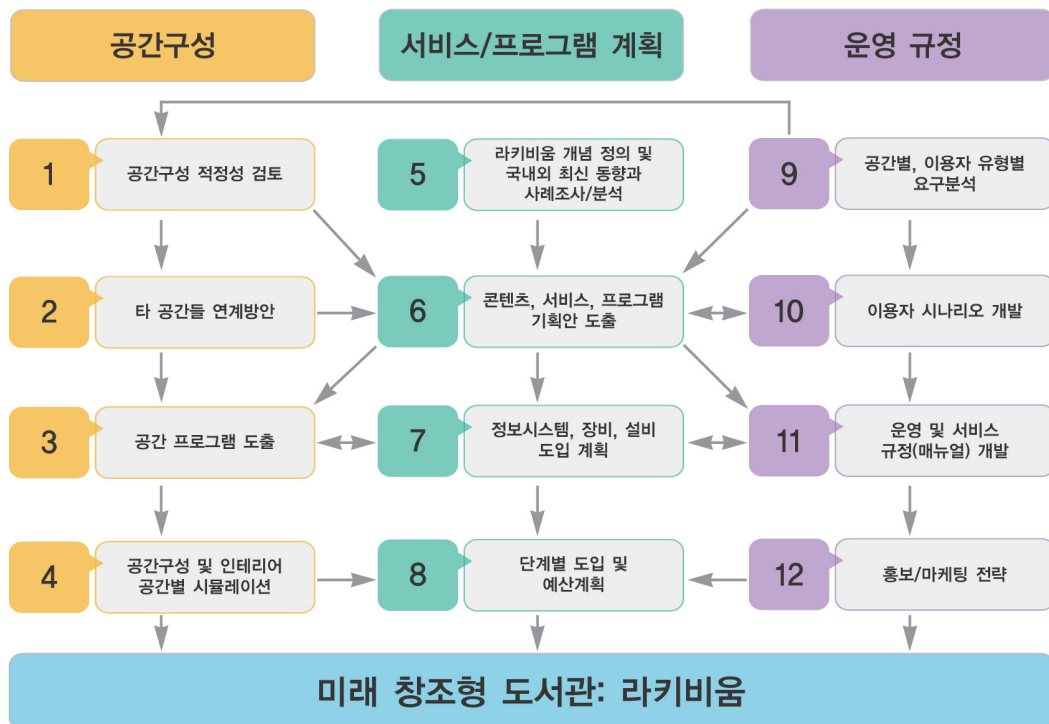 공간구성
서비스/프로그램 계획
운영 규정
1
공간구성 적정성 검토
5
라키비움 개념 정의 및
국내외 최신 동향과
사례조사/분석
9
공간별, 이용자 유형별
요구분석
2
타 공간들 연계방안
6
콘텐츠, 서비스, 프로그램
기획안 도출
10
이용자 시나리오 개발
3
공간 프로그램 도출
7
정보시스템, 장비, 설비
도입 계획
11
운영 및 서비스
규정(매뉴얼) 개발
4
공간구성 및 인테리어
공간별 시뮬레이션
8
단계별 도입 및
예산계획
12
홍보/마케팅 전략
미래 창조형 도서관: 라키비움